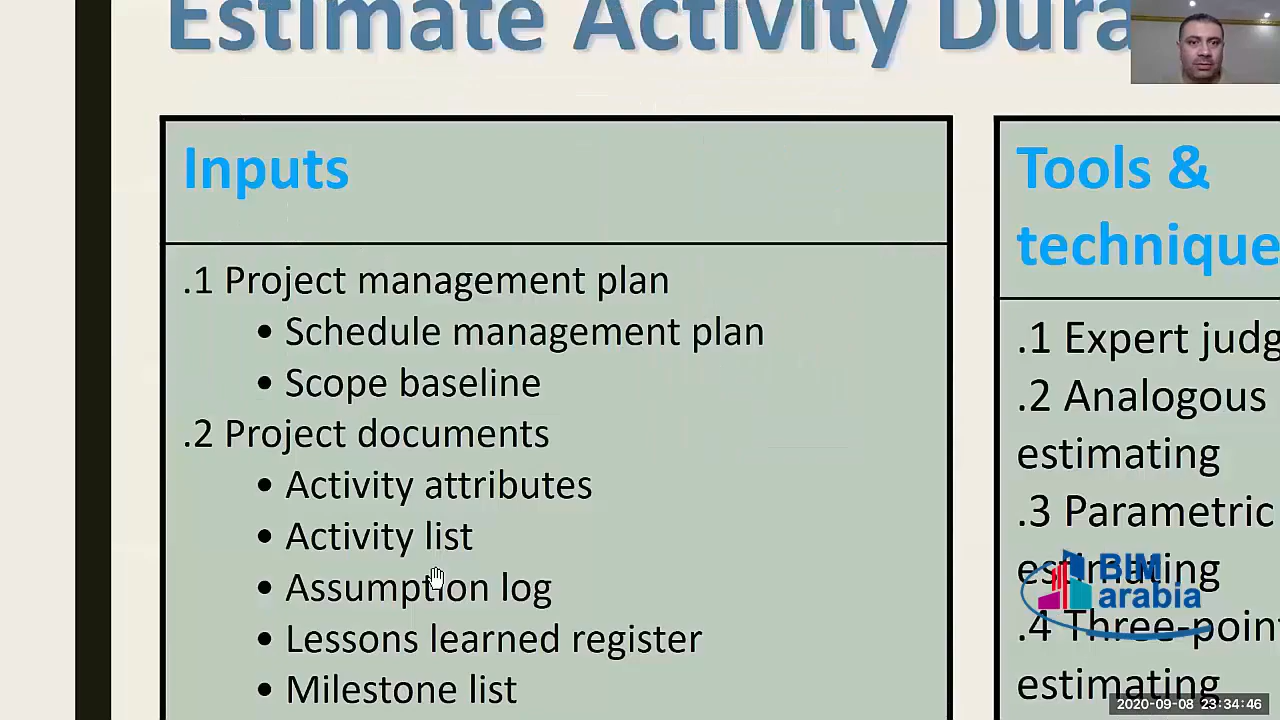 Estimate Activity Dura
Inputs
.1 Project management plan
• Schedule management plan
• Scope baseline
.2 Project documents
• Activity attributes
• Activity list
• Assumption log
• Lessons learned register
• Milestone list
Tools &
technique
.1 Expert judg
.2 Analogous
estimating
.3 Parametric
estimating
.4 Three-poin
estimating
BIM
arabia
2020-09-08 23:34:46